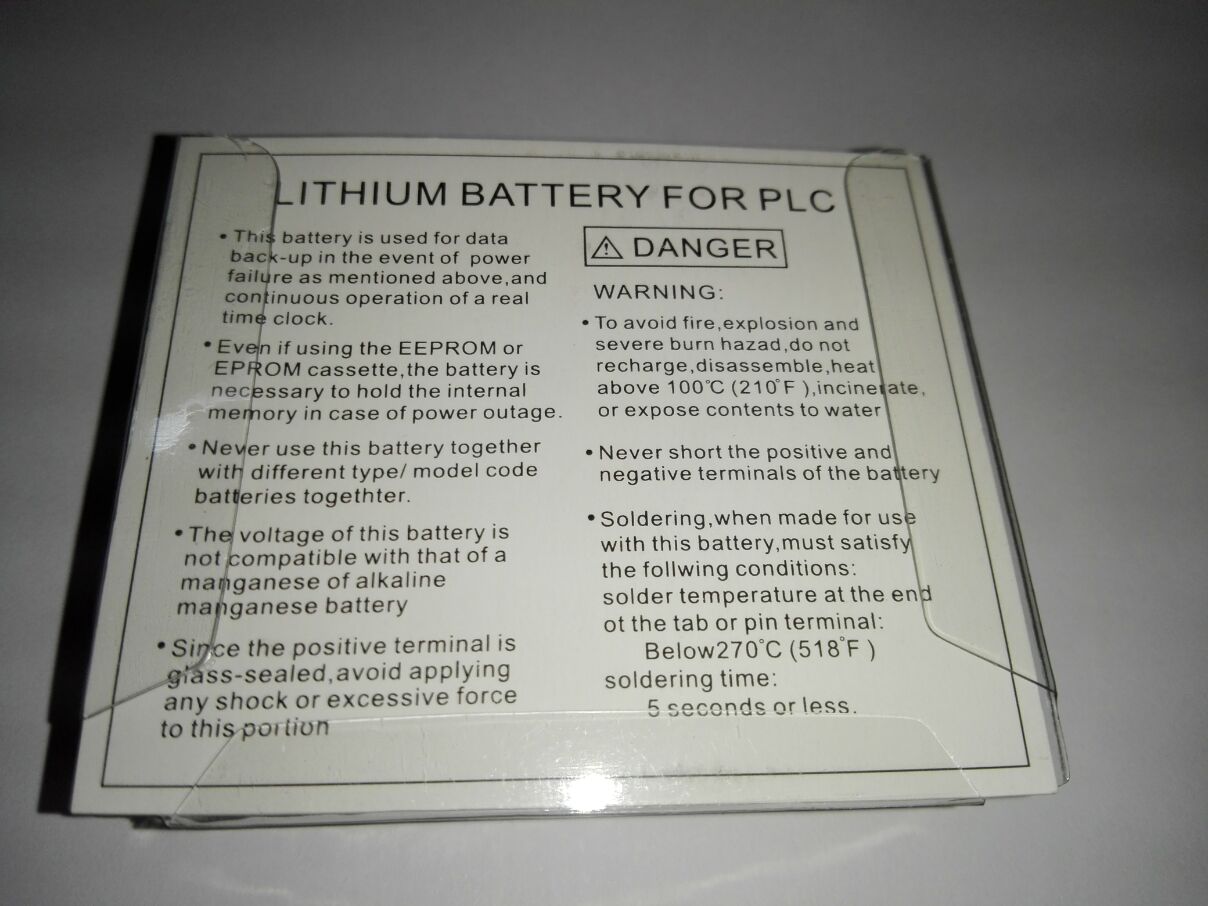 LITHIUM BATTERY FOR PLC
• This battery is used for data
back-up in the event of power
failure as mentioned above,and
continuous operation of a real
time clock.
• Even if using the EEPROM or
EPROM cassette,the battery is
necessary to hold the internal
memory in case of power outage.
• Never use this battery together
with different type/ model code
batteries togethter.
• The voltage of this battery is
not compatible with that of a
manganese of alkaline
manganese battery
• Since the positive terminal is
glass-sealed,avoid applying
any shock or excessive force
to this portion
⚠ DANGER
WARNING:
• To avoid fire,explosion and
severe burn hazad,do not
recharge,disassemble,heat
above 100°C (210°F ),incinerate,
or expose contents to water
• Never short the positive and
negative terminals of the battery
• Soldering,when made for use
with this battery,must satisfy
the follwing conditions:
solder temperature at the end
ot the tab or pin terminal:
Below270°C (518°F )
soldering time:
5 seconds or less.